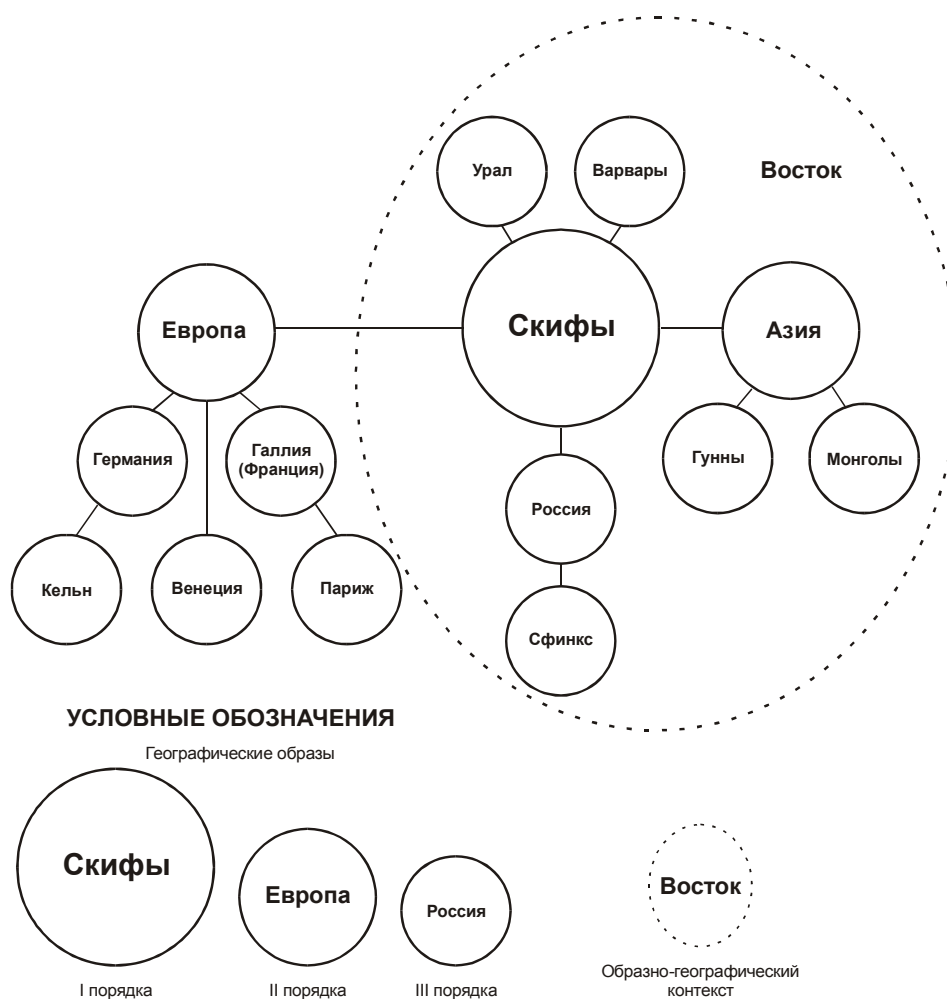 Урал
Варвары
Восток
Европа
Скифы
Азия
Германия
Галлия
(Франция)
Гунны
Монголы
Россия
Кельн
Венеция
Париж
Сфинкс
УСЛОВНЫЕ ОБОЗНАЧЕНИЯ
Географические образы
Скифы
Европа
Россия
Восток
I порядка
II порядка
III порядка
Образно-географический
контекст